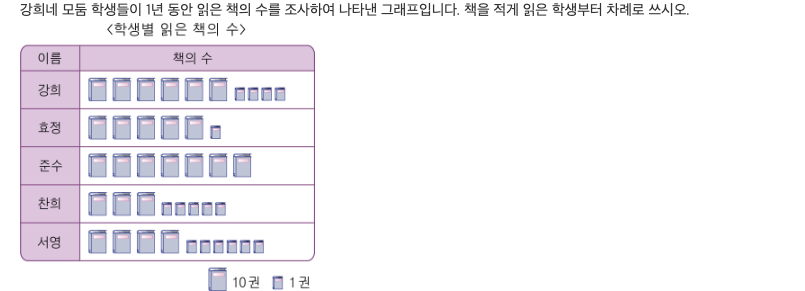 강희네 모둠 학생들이 1년 동안 읽은 책의 수를 조사하여 나타낸 그래프입니다. 책을 적게 읽은 학생부터 차례로 쓰시오.
<학생별 읽은 책의 수>
이름 책의 수
강희
효정
준수
찬희
서영
10권 1권